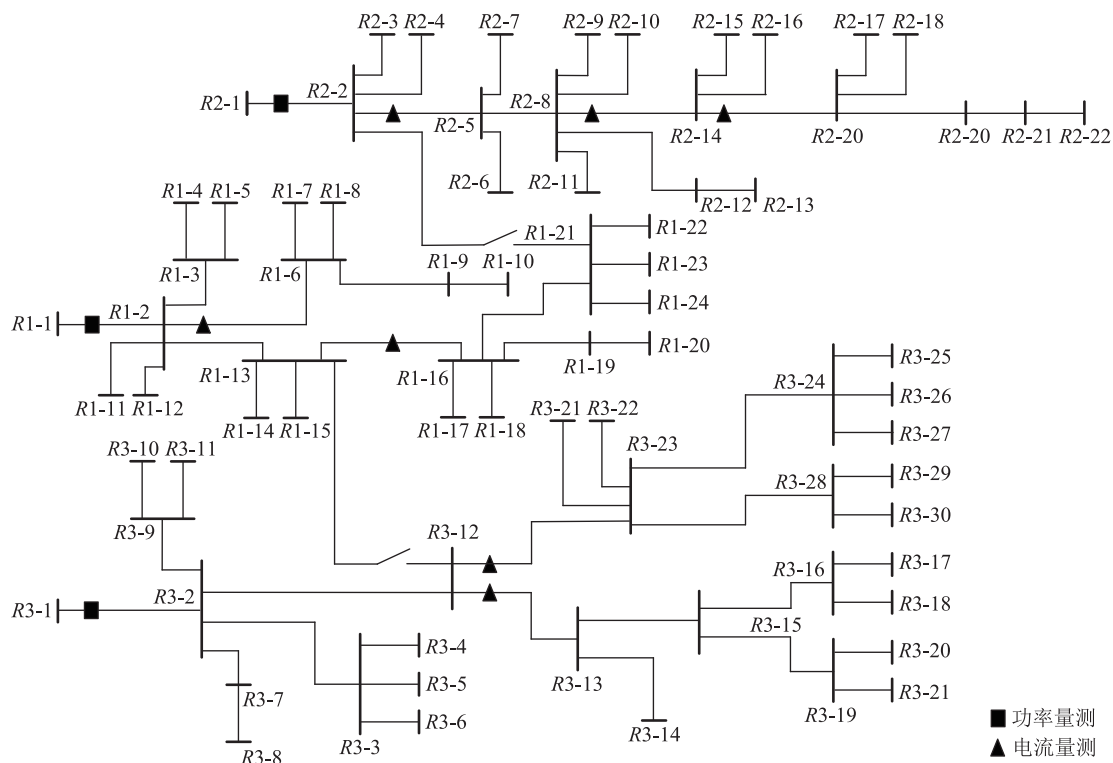 R2-3 R2-4 R2-7 R2-9 R2-10 R2-15 R2-16 R2-17 R2-18
R2-2 R2-8
R2-1 R2-5 R2-14 R2-20 R2-20 R2-21 R2-22
R2-6 R2-11 R2-12 R2-13
R1-4 R1-5 R1-7 R1-8
R1-21 R1-22
R1-3 R1-6 R1-9 R1-10 R1-23
R1-2 R1-24
R1-1
R1-13 R1-16 R1-19 R1-20
R1-11 R1-12 R1-14 R1-15 R1-17 R1-18
R3-21 R3-22 R3-24 R3-25
R3-23 R3-26
R3-27
R3-10 R3-11
R3-28 R3-29
R3-30
R3-9 R3-12
R3-16 R3-17
R3-1 R3-2 R3-18
R3-15
R3-4 R3-20
R3-7 R3-5 R3-13 R3-21
R3-6 R3-19
R3-8 R3-3 R3-14
功率量测
电流量测